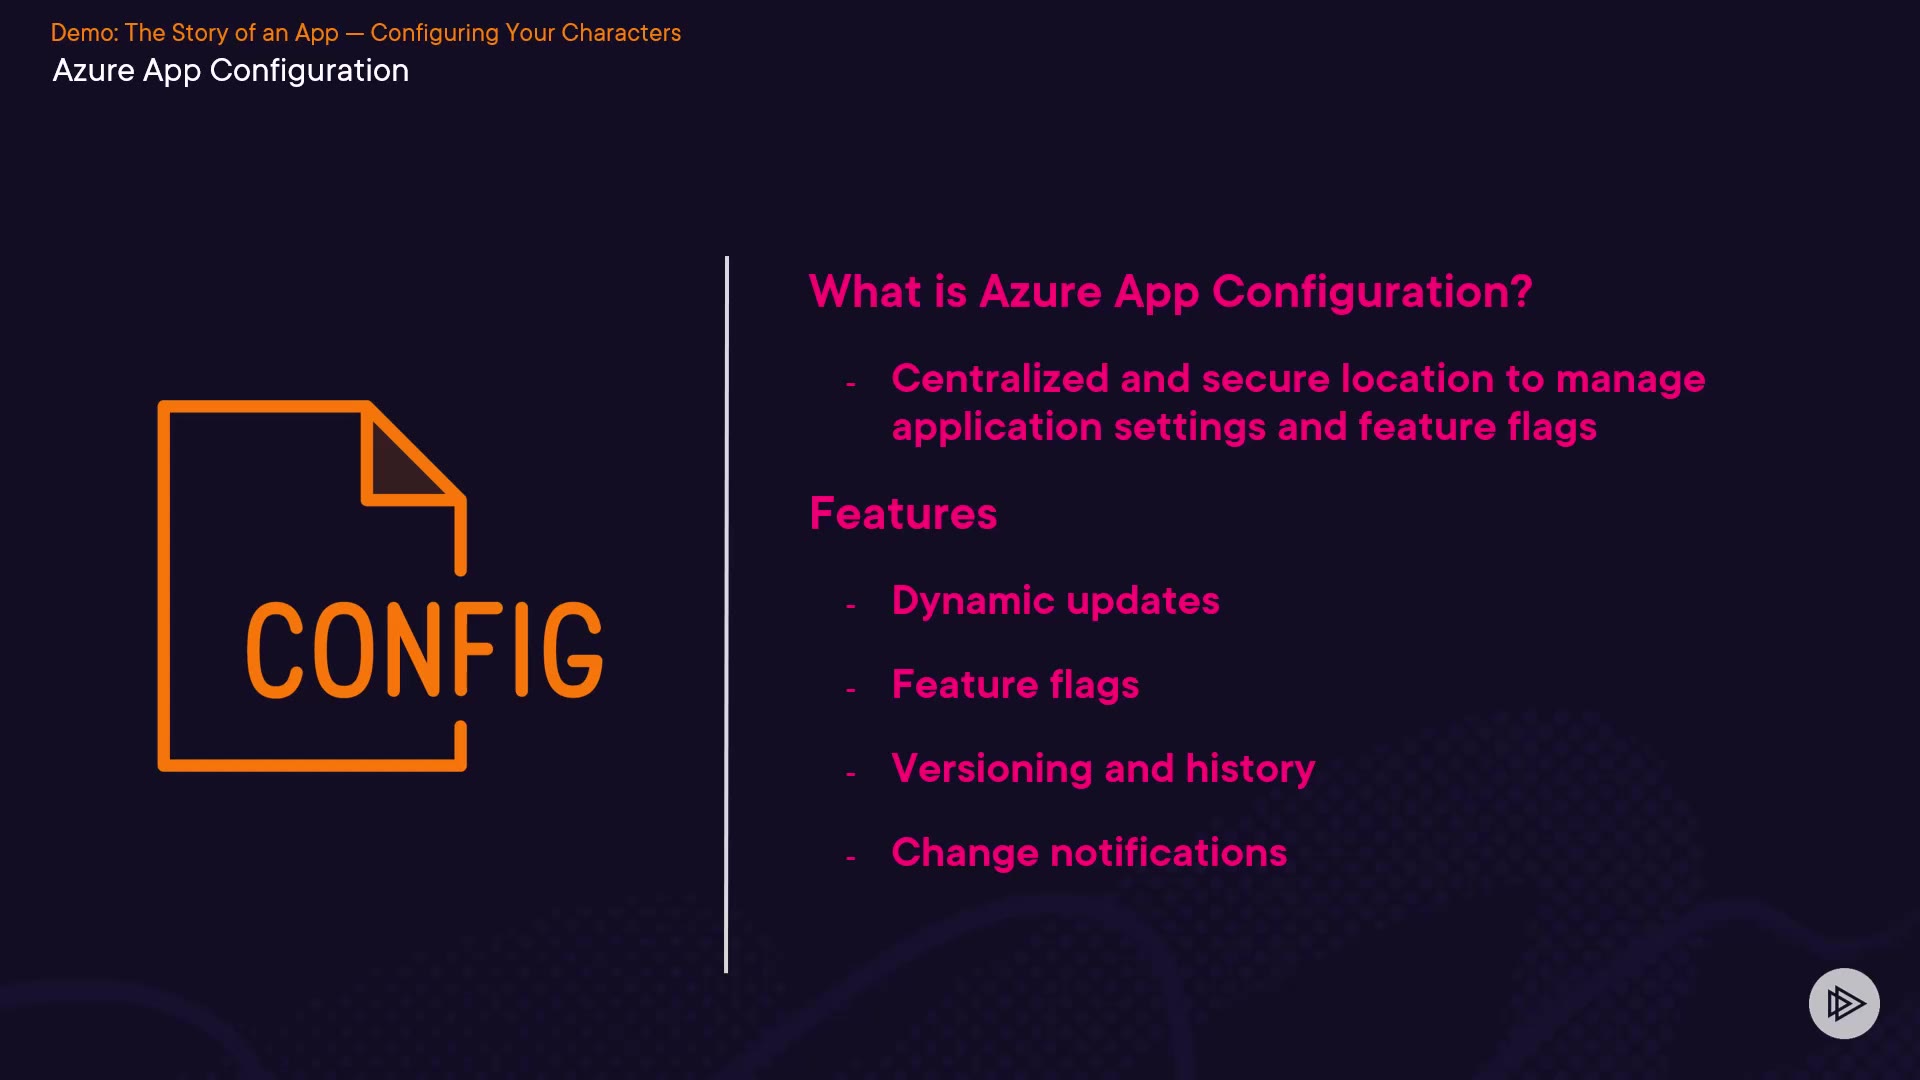 Demo: The Story of an App — Configuring Your Characters
Azure App Configuration
CONFIG
What is Azure App Configuration?
- Centralized and secure location to manage
application settings and feature flags
Features
- Dynamic updates
- Feature flags
- Versioning and history
- Change notifications